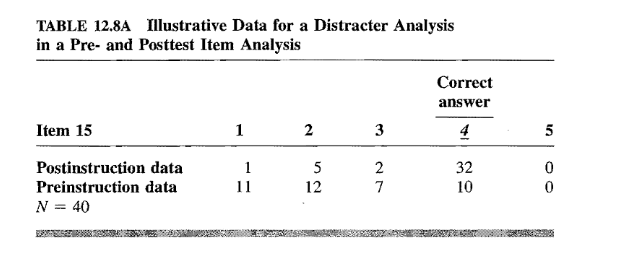 TABLE 12.8A Illustrative Data for a Distracter Analysis
in a Pre- and Posttest Item Analysis
Correct
answer
Item 15 1 2 3 4 5
Postinstruction data 1 5 2 32 0
Preinstruction data 11 12 7 10 0
N = 40